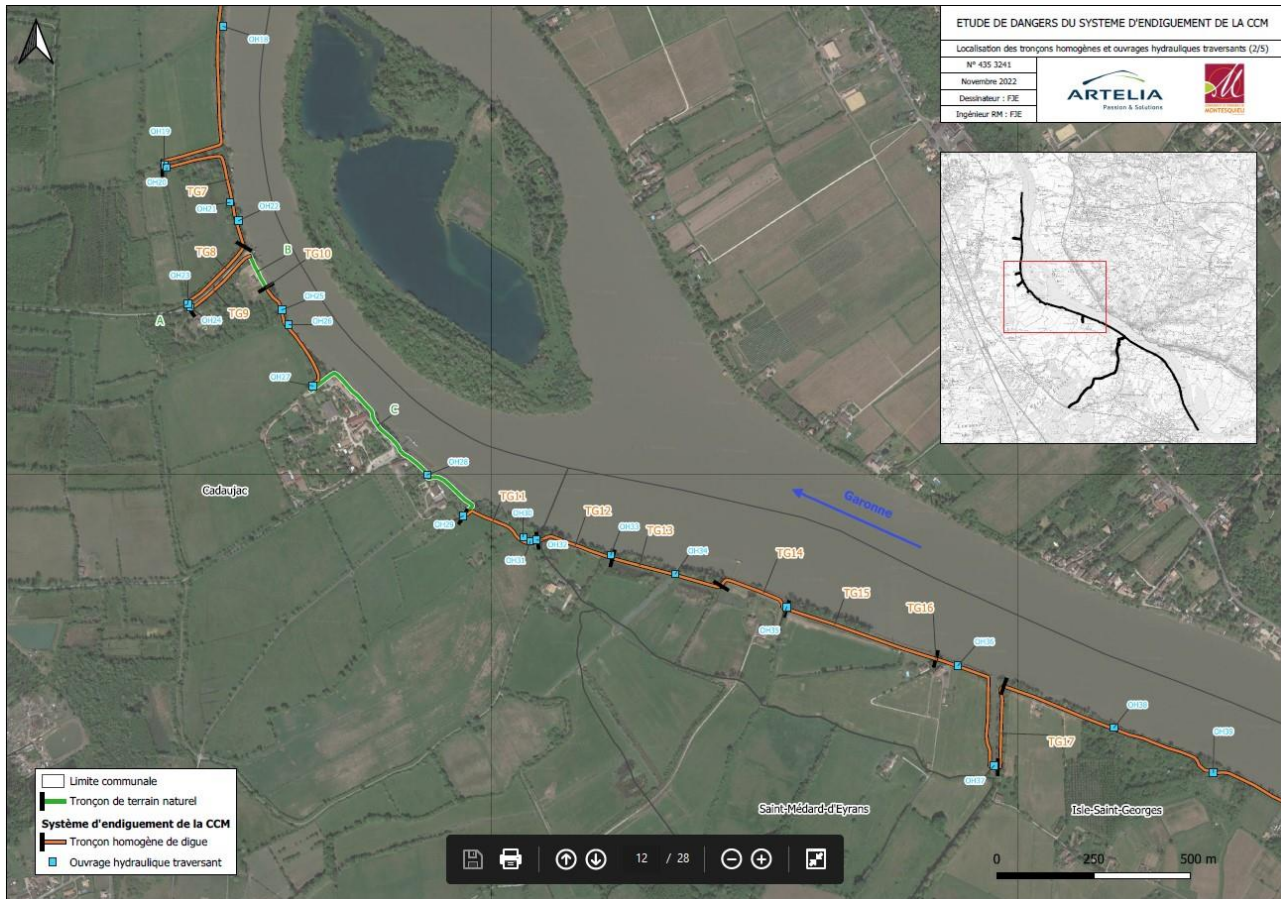 ETUDE DE DANGERS DU SYSTEME D'ENDIGUEMENT DE LA CCM
Localisation des tronçons homogènes et ouvrages hydrauliques traversants (2/5)
N° 435 3241
Novembre 2022
Dessinateur : FJE
Ingénieur RM : FJE
ARTELIA
Passion & Solutions
MONTESQUIEU
OH18
OH19
OH20
TG7
OH21
OH22
TG8
B
TG10
OH23
A
OH24
TG9
OH25
OH26
OH27
C
OH28
Cadaujac
Garonne
OH29
TG11
OH30
OH31
OH32
TG12
OH33
TG13
OH34
TG14
OH35
TG15
TG16
OH36
OH37
TG17
OH38
OH39
Saint-Médard-d'Eyrans
Isle-Saint-Georges
Limite communale
Tronçon de terrain naturel
Système d'endiguement de la CCM
Tronçon homogène de digue
Ouvrage hydraulique traversant
12 / 28
0 250 500 m